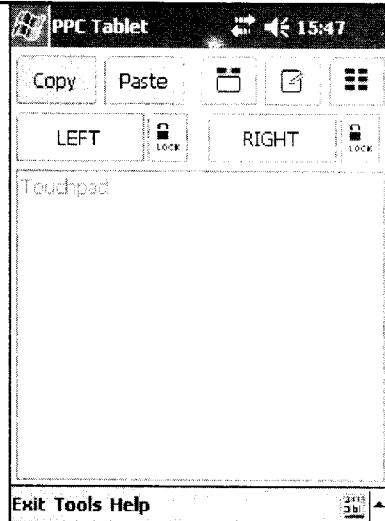 PPC Tablet 15:47
Copy Paste
LEFT LOCK RIGHT LOCK
Touchpad
Exit Tools Help